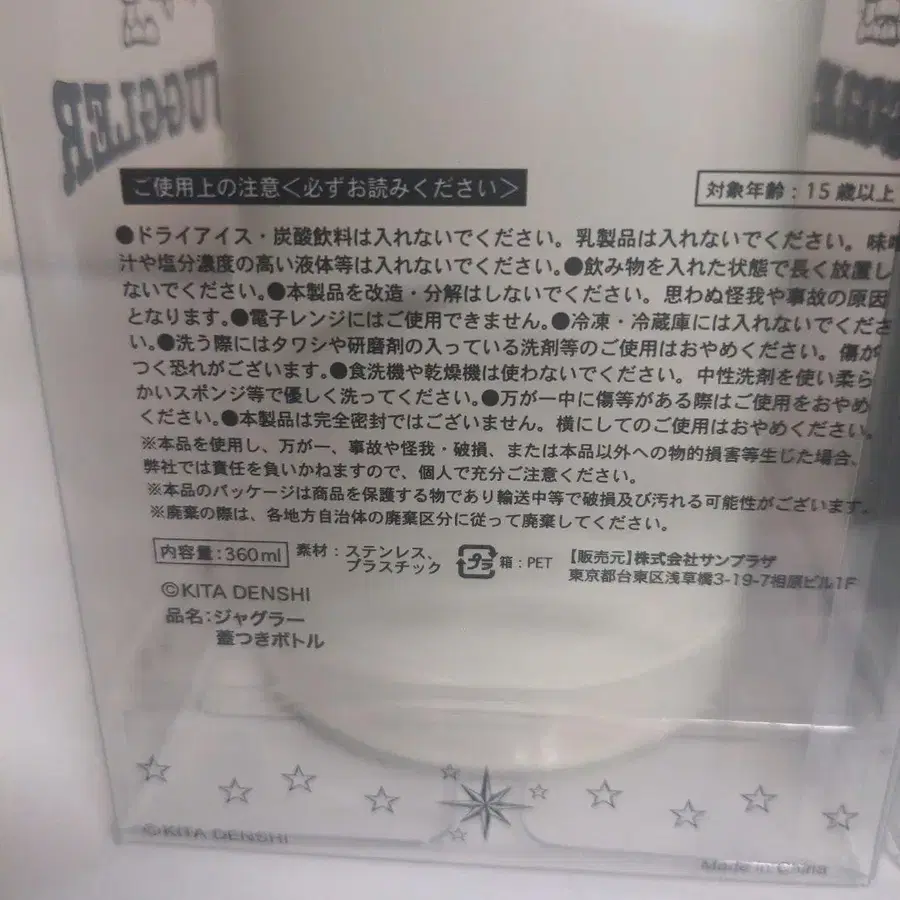 JUGGLER
ご使用上の注意<必ずお読みください>
対象年齢：15歳以上
●ドライアイス・炭酸飲料は入れないでください。乳製品は入れないでください。味噌
汁や塩分濃度の高い液体等は入れないでください。●飲み物を入れた状態で長く放置し
ないでください。●本製品を改造・分解はしないでください。思わぬ怪我や事故の原因
となります。●電子レンジにはご使用できません。●冷凍・冷蔵庫には入れないでくださ
い。●洗う際にはタワシや研磨剤の入っている洗剤等のご使用はおやめください。傷が
つく恐れがございます。●食洗機や乾燥機は使わないでください。中性洗剤を使い柔ら
かいスポンジ等で優しく洗ってください。●万が一中に傷等がある際はご使用をおやめ
ください。●本製品は完全密封ではございません。横にしてのご使用はおやめください。
※本品を使用し、万が一、事故や怪我・破損、または本品以外への物的損害等生じた場合、
弊社では責任を負いかねますので、個人で充分ご注意ください。
※本品のパッケージは商品を保護する物であり輸送中等で破損及び汚れる可能性がございます。
※廃棄の際は、各地方自治体の廃棄区分に従って廃棄してください。
内容量：360ml
素材：ステンレス、
プラスチック
プラ
箱：PET
【販売元】株式会社サンプラザ
東京都台東区浅草橋3-19-7相原ビル1F
©KITA DENSHI
品名：ジャグラー
蓋つきボトル
©KITA DENSHI
Made in China